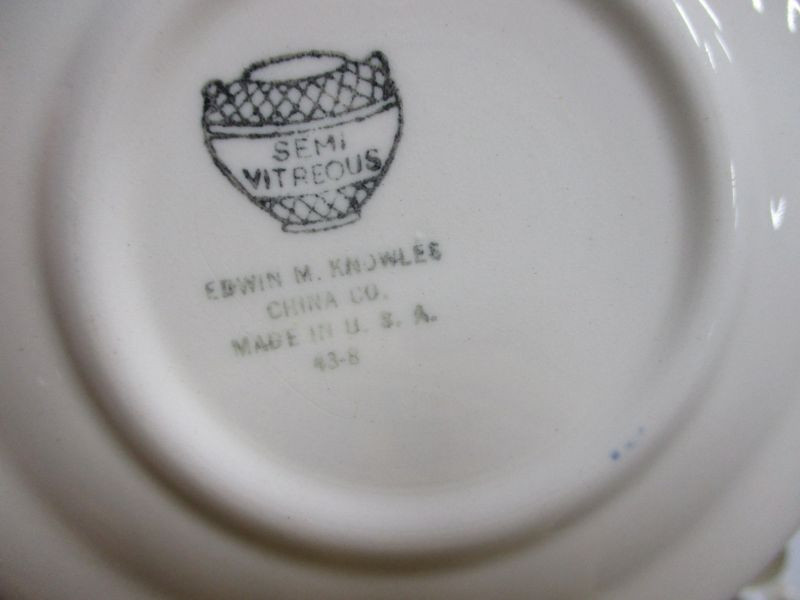 SEMI
VITREOUS
EDWIN M. KNOWLES
CHINA CO.
MADE IN U. S. A.
43-8